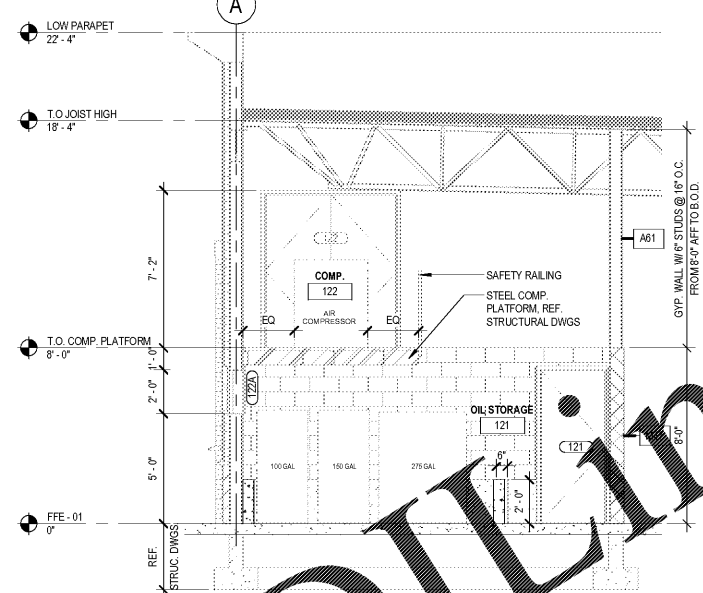 A
LOW PARAPET
22' - 4"
T.O JOIST HIGH
18' - 4"
GYP. WALL W/ 6" STUDS @ 16" O.C.
FROM 8'-0" AFF TO B.O.D.
A61
7' - 2"
122
COMP.
122
AIR
COMPRESSOR
EQ
EQ
SAFETY RAILING
STEEL COMP.
PLATFORM, REF.
STRUCTURAL DWGS
T.O. COMP. PLATFORM
8' - 0"
1' - 0"
2' - 0"
122A
OIL STORAGE
121
121
8'-0"
5' - 0"
100 GAL
150 GAL
275 GAL
6"
2' - 0"
FFE - 01
0"
REF.
STRUC. DWGS